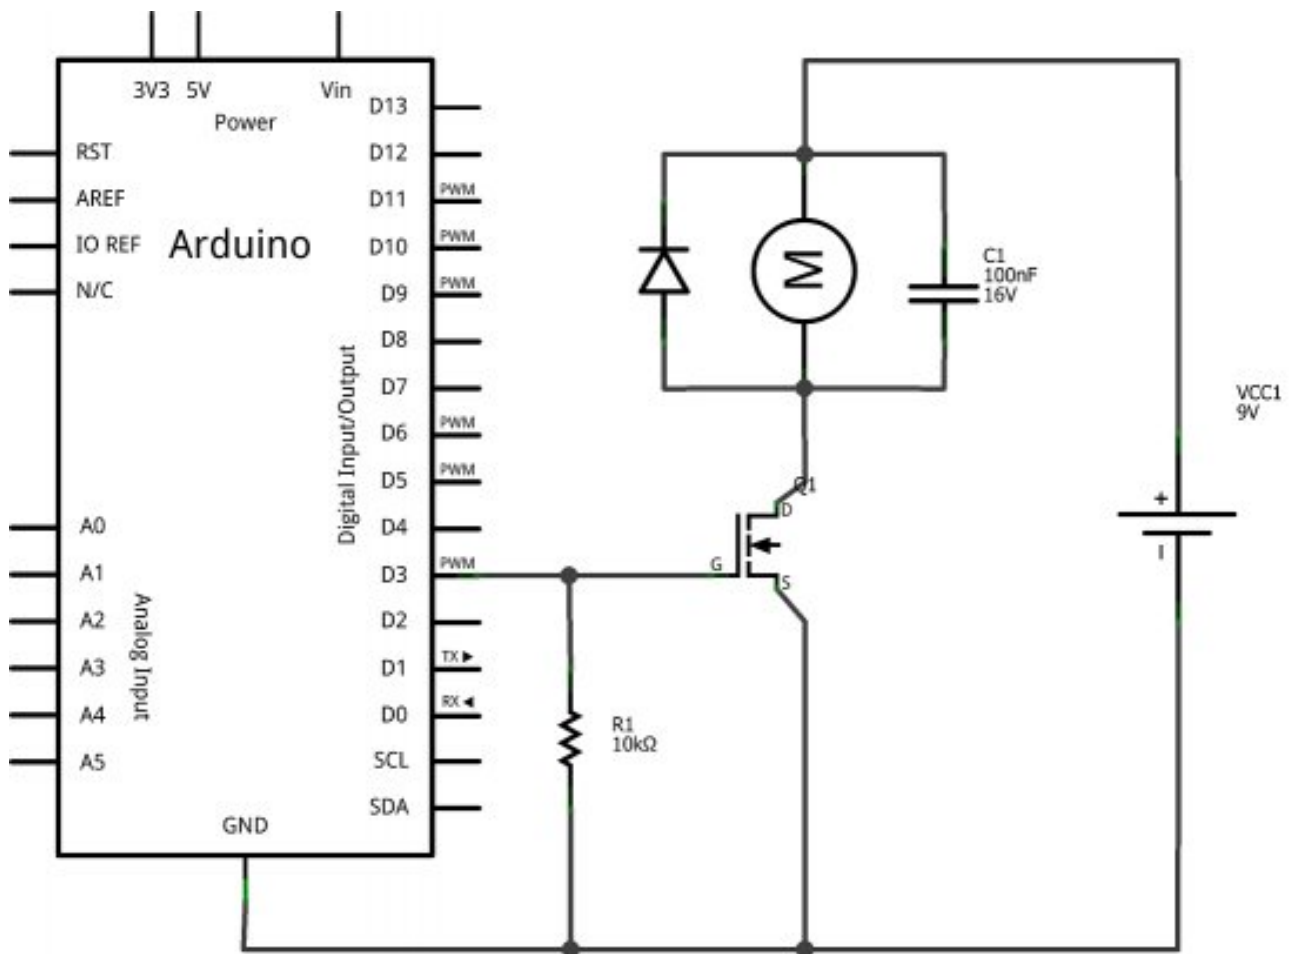 3V3 5V Vin
Power
D13
RST
D12
AREF
D11 PWM
IO REF
Arduino
D10 PWM
N/C
D9 PWM
D8
D7
D6 PWM
D5 PWM
Digital Input/Output
A0
D4
A1
D3 PWM
A2
D2
A3
D1 TX ▶
A4
D0 RX ◀
Analog Input
A5
SCL
SDA
GND
M
C1
100nF
16V
VCC1
9V
+
Q1
D
G
S
R1
10kΩ